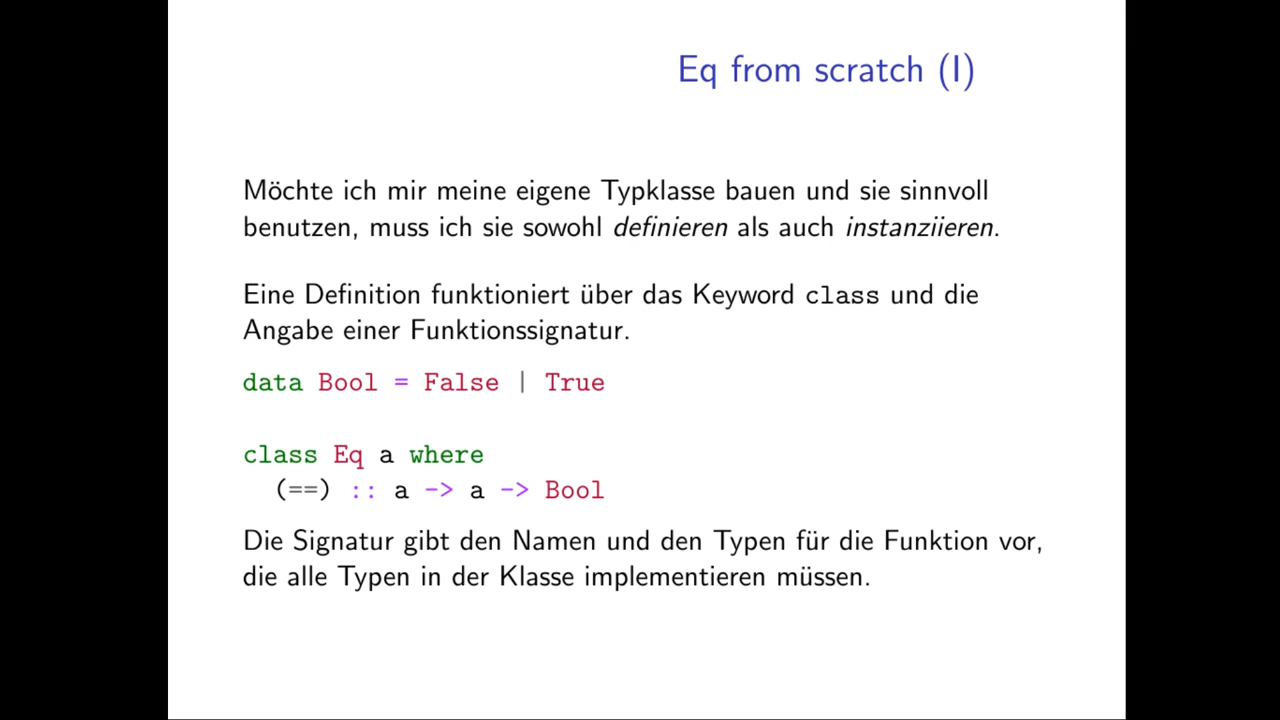 Eq from scratch (I)
Möchte ich mir meine eigene Typklasse bauen und sie sinnvoll
benutzen, muss ich sie sowohl definieren als auch instanziieren.
Eine Definition funktioniert über das Keyword class und die
Angabe einer Funktionssignatur.
data Bool = False | True
class Eq a where
  (==) :: a -> a -> Bool
Die Signatur gibt den Namen und den Typen für die Funktion vor,
die alle Typen in der Klasse implementieren müssen.